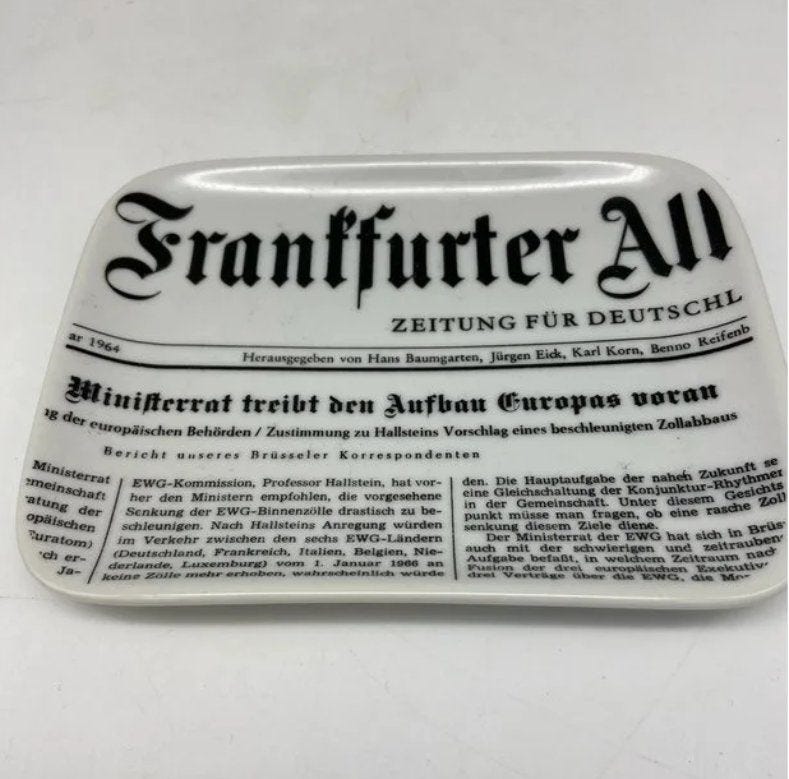 Frankfurter All
ZEITUNG FÜR DEUTSCHL
ar 1964
Herausgegeben von Hans Baumgarten, Jürgen Eick, Karl Korn, Benno Reifenb
Ministerrat treibt den Aufbau Europas voran
ng der europäischen Behörden / Zustimmung zu Hallsteins Vorschlag eines beschleunigten Zollabbaus
Bericht unseres Brüsseler Korrespondenten
Ministerrat
emeinschaft
ratung der
opäischen
Euratom)
ch er-
Ja-
EWG-Kommission, Professor Hallstein, hat vor-
her den Ministern empfohlen, die vorgesehene
Senkung der EWG-Binnenzölle drastisch zu be-
schleunigen. Nach Hallsteins Anregung würden
im Verkehr zwischen den sechs EWG-Ländern
(Deutschland, Frankreich, Italien, Belgien, Nie-
derlande, Luxemburg) vom 1. Januar 1966 an
keine Zölle mehr erhoben, wahrscheinlich würde
den. Die Hauptaufgabe der nahen Zukunft se
eine Gleichschaltung der Konjunktur-Rhythmen
in der Gemeinschaft. Unter diesem Gesichts
punkt müsse man fragen, ob eine rasche Zoll
senkung diesem Ziele diene.
Der Ministerrat der EWG hat sich in Brüs
auch mit der schwierigen und zeitrauben
Aufgabe befaßt, in welchem Zeitraum nach
Fusion der drei europäischen Exekutiv
drei Verträge über die EWG, die Mo-